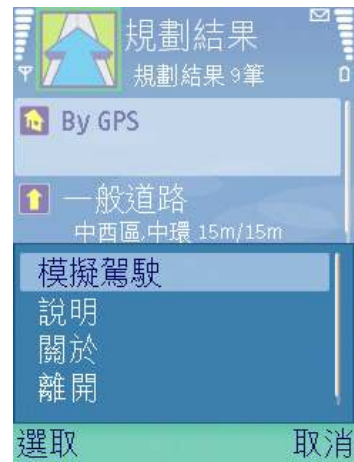 規劃結果
規劃結果 9筆
By GPS
一般道路
中西區,中環 15m/15m
模擬駕駛
說明
關於
離開
選取 取消